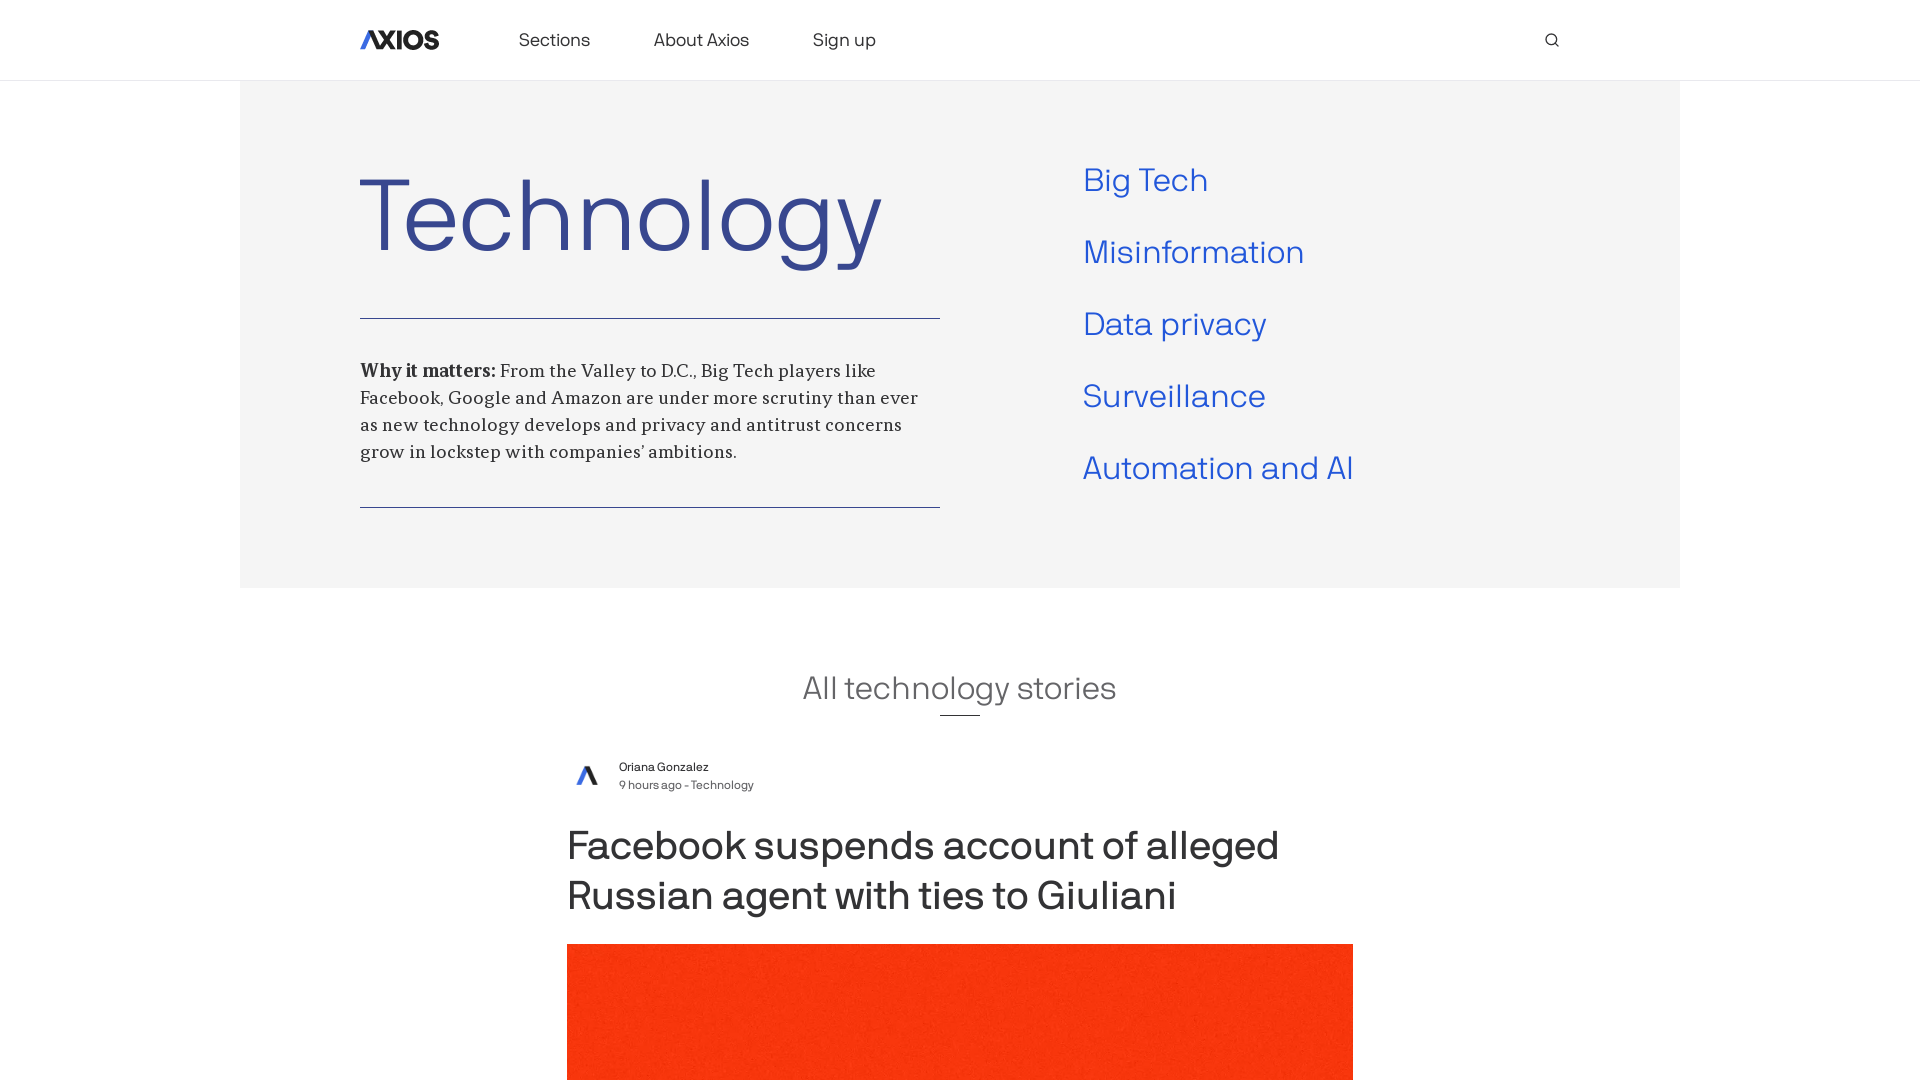 AXIOS
Sections
About Axios
Sign up
Technology
Why it matters: From the Valley to D.C., Big Tech players like
Facebook, Google and Amazon are under more scrutiny than ever
as new technology develops and privacy and antitrust concerns
grow in lockstep with companies’ ambitions.
Big Tech
Misinformation
Data privacy
Surveillance
Automation and AI
All technology stories
Oriana Gonzalez
9 hours ago - Technology
Facebook suspends account of alleged
Russian agent with ties to Giuliani